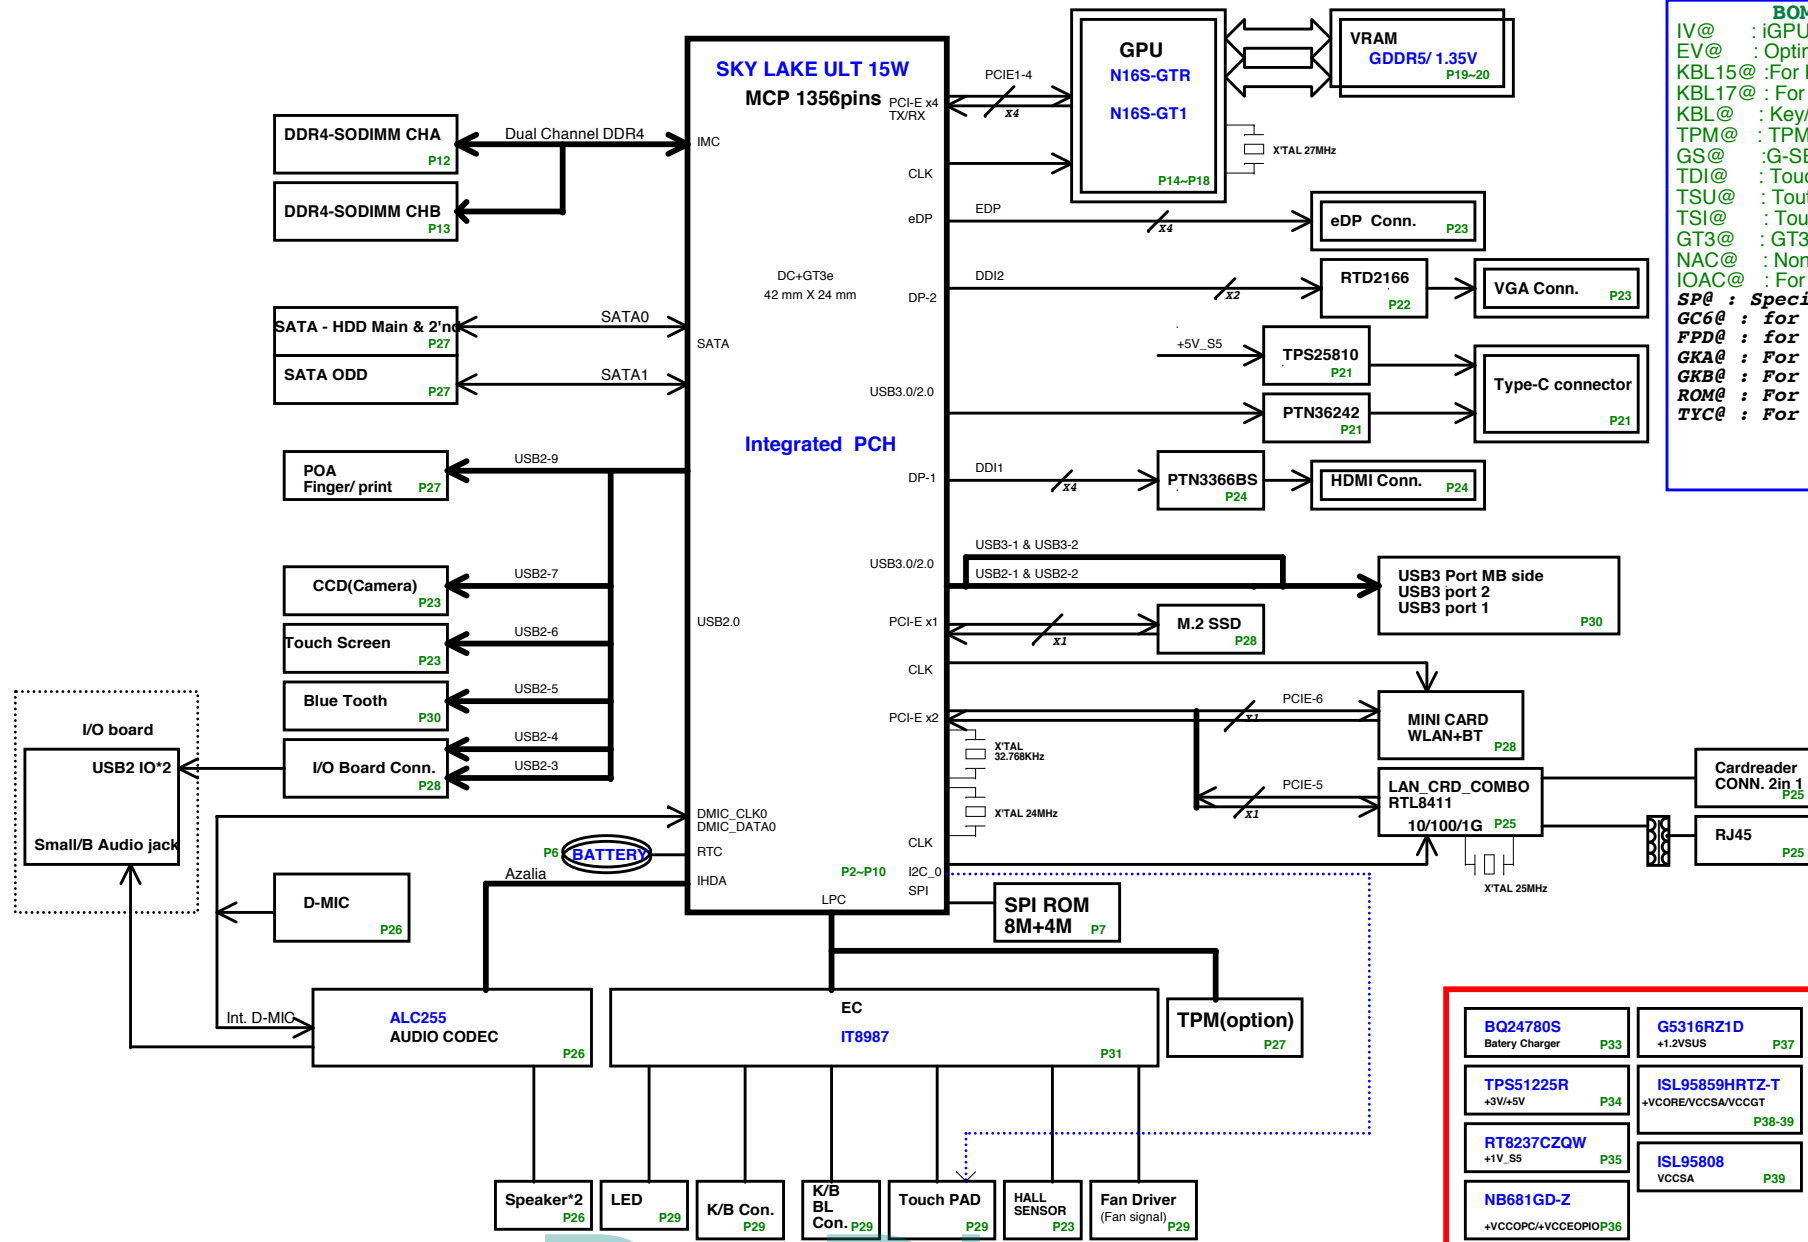 SKY LAKE ULT 15W
MCP 1356pins
PCI-E x4
TX/RX
IMC
CLK
eDP
DC+GT3e
42 mm X 24 mm
DP-2
SATA
USB3.0/2.0
Integrated PCH
DP-1
USB3.0/2.0
USB2.0
PCI-E x1
CLK
PCI-E x2
DMIC_CLK0
DMIC_DATA0
CLK
RTC
P2~P10
I2C_0
IHDA
SPI
LPC
DDR4-SODIMM CHA
P12
Dual Channel DDR4
DDR4-SODIMM CHB
P13
SATA - HDD Main & 2'nd
P27
SATA0
SATA ODD
P27
SATA1
POA
Finger/ print
P27
USB2-9
CCD(Camera)
P23
USB2-7
Touch Screen
P23
USB2-6
Blue Tooth
P30
USB2-5
I/O Board Conn.
P28
USB2-4
USB2-3
I/O board
USB2 IO*2
Small/B Audio jack
P6
BATTERY
Azalia
D-MIC
P26
Int. D-MIC
ALC255
AUDIO CODEC
P26
EC
IT8987
P31
TPM(option)
P27
SPI ROM
8M+4M
P7
Speaker*2
P26
LED
P29
K/B Con.
P29
K/B
BL
Con.
P29
Touch PAD
P29
HALL
SENSOR
P23
Fan Driver
(Fan signal)
P29
PCIE1-4
X4
GPU
N16S-GTR
N16S-GT1
P14~P18
VRAM
GDDR5/ 1.35V
P19~20
X'TAL 27MHz
EDP
X4
eDP Conn.
P23
DDI2
X2
RTD2166
P22
VGA Conn.
P23
+5V_S5
TPS25810
P21
PTN36242
P21
Type-C connector
P21
DDI1
X4
PTN3366BS
P24
HDMI Conn.
P24
USB3-1 & USB3-2
USB2-1 & USB2-2
USB3 Port MB side
USB3 port 2
USB3 port 1
P30
X1
M.2 SSD
P28
PCIE-6
X1
MINI CARD
WLAN+BT
P28
X'TAL
32.768KHz
X'TAL 24MHz
PCIE-5
X1
LAN_CRD_COMBO
RTL8411
10/100/1G
P25
X'TAL 25MHz
Cardreader
CONN. 2in 1
P25
RJ45
P25
BOM
IV@ : iGPU
EV@ : Optim
KBL15@ :For
KBL17@ : For
KBL@ : Key/
TPM@ : TPM
GS@ :G-SE
TDI@ : Touc
TSU@ : Tou
TSI@ : Tou
GT3@ : GT3
NAC@ : Non
IOAC@ : For
SP@ : Speci
GC6@ : for
FPD@ : for
GKA@ : For
GKB@ : For
ROM@ : For
TYC@ : For
BQ24780S
Batery Charger
P33
G5316RZ1D
+1.2VSUS
P37
TPS51225R
+3V/+5V
P34
ISL95859HRTZ-T
+VCORE/VCCSA/VCCGT
P38-39
RT8237CZQW
+1V_S5
P35
ISL95808
VCCSA
P39
NB681GD-Z
+VCCOPC/+VCCEOPIO
P36